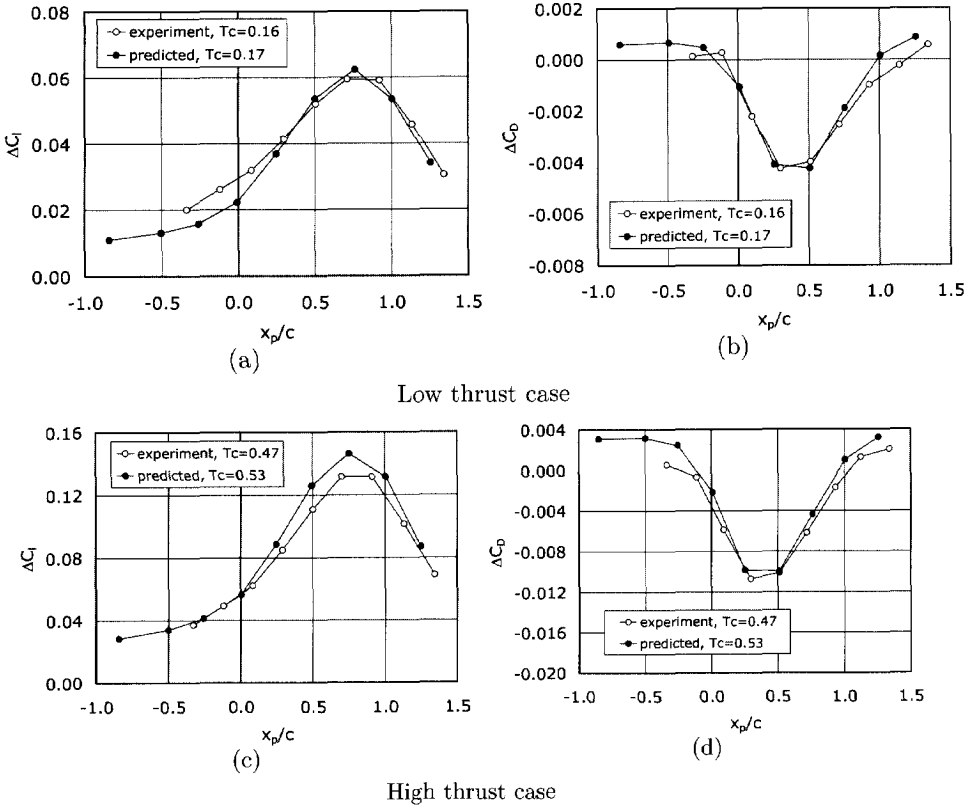 0.08
0.06
0.04
0.02
0.00
ΔCl
experiment, Tc=0.16
predicted, Tc=0.17
-1.0 -0.5 0.0 0.5 1.0 1.5
xp/c
(a)
0.002
0.000
-0.002
-0.004
-0.006
-0.008
ΔCD
experiment, Tc=0.16
predicted, Tc=0.17
-1.0 -0.5 0.0 0.5 1.0 1.5
xp/c
(b)
Low thrust case
0.16
0.12
0.08
0.04
0.00
ΔCl
experiment, Tc=0.47
predicted, Tc=0.53
-1.0 -0.5 0.0 0.5 1.0 1.5
xp/c
(c)
0.004
0.000
-0.004
-0.008
-0.012
-0.016
-0.020
ΔCD
experiment, Tc=0.47
predicted, Tc=0.53
-1.0 -0.5 0.0 0.5 1.0 1.5
xp/c
(d)
High thrust case